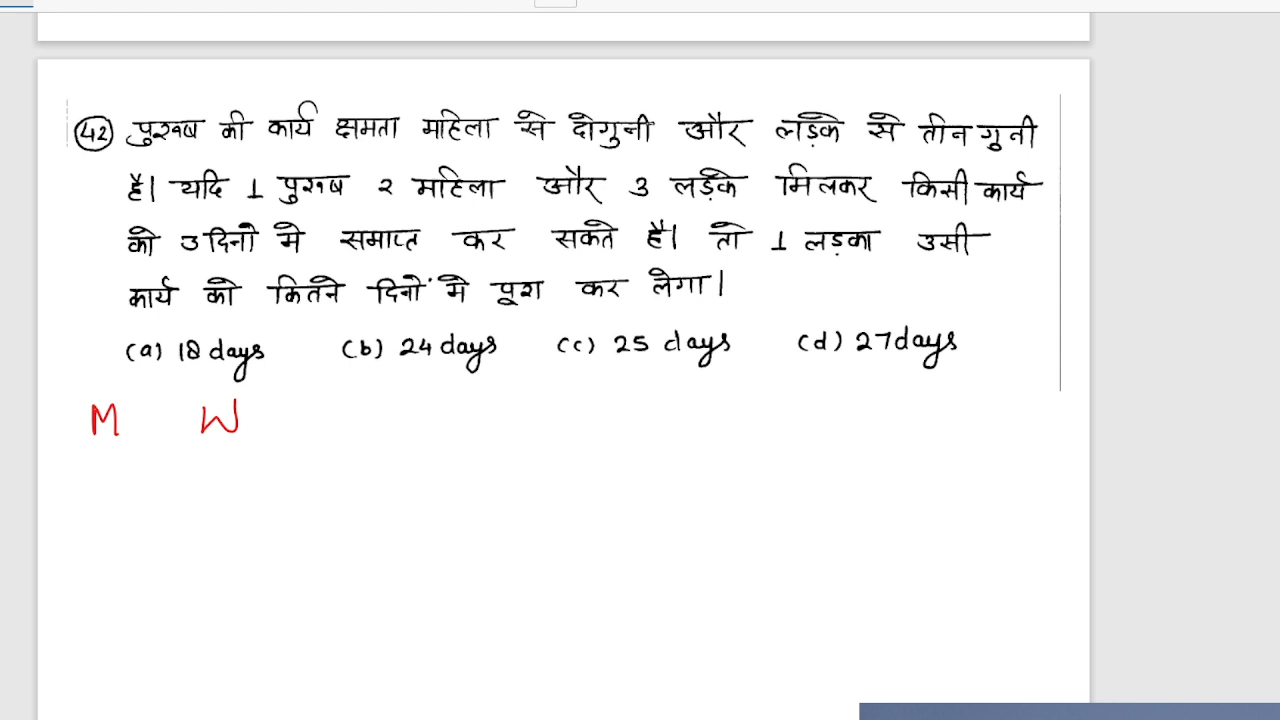 42 पुरुष की कार्य क्षमता महिला से दोगुनी और लड़के से तीन गुनी
है। यदि 1 पुरुष 2 महिला और 3 लड़के मिलकर किसी कार्य
को 3 दिनो मे समाप्त कर सकते है। तो 1 लड़का उसी
कार्य को कितने दिनों मे पूरा कर लेगा।
(a) 18 days (b) 24 days (c) 25 days (d) 27 days
M W